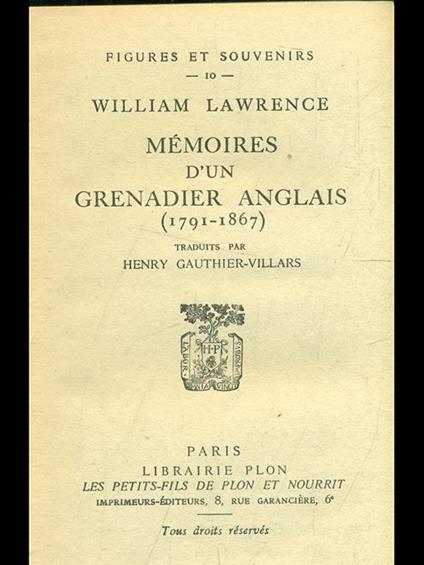 FIGURES ET SOUVENIRS
— 10 —
WILLIAM LAWRENCE
MÉMOIRES
D'UN
GRENADIER ANGLAIS
(1791-1867)
TRADUITS PAR
HENRY GAUTHIER-VILLARS
LABOR
H·P
PARIS
LIBRAIRIE PLON
LES PETITS-FILS DE PLON ET NOURRIT
IMPRIMEURS-ÉDITEURS, 8, RUE GARANCIÈRE, 6e
Tous droits réservés